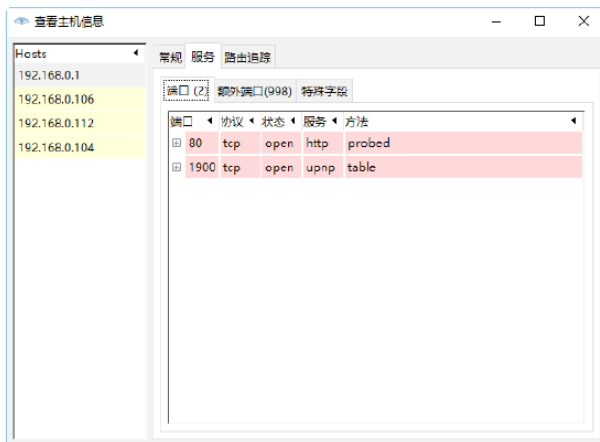 查看主机信息
Hosts
192.168.0.1
192.168.0.106
192.168.0.112
192.168.0.104
常规 服务 路由追踪
端口 (2) 额外端口(998) 特殊字段
端口 协议 状态 服务 方法
80 tcp open http probed
1900 tcp open upnp table